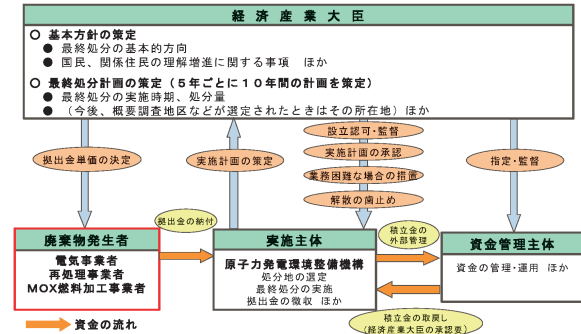 経済産業大臣
○ 基本方針の策定
● 最終処分の基本的方向
● 国民、関係住民の理解増進に関する事項 ほか
○ 最終処分計画の策定(5年ごとに10年間の計画を策定)
● 最終処分の実施時期、処分量
● (今後、概要調査地区などが選定されたときはその所在地)ほか
拠出金単価の決定
実施計画の策定
設立認可・監督
実施計画の承認
業務困難な場合の措置
解散の歯止め
指定・監督
拠出金の納付
積立金の
外部管理
廃棄物発生者
電気事業者
再処理事業者
MOX燃料加工事業者
実施主体
原子力発電環境整備機構
処分地の選定
最終処分の実施
拠出金の徴収 ほか
資金管理主体
資金の管理・運用 ほか
積立金の取戻し
(経済産業大臣の承認要)
資金の流れ